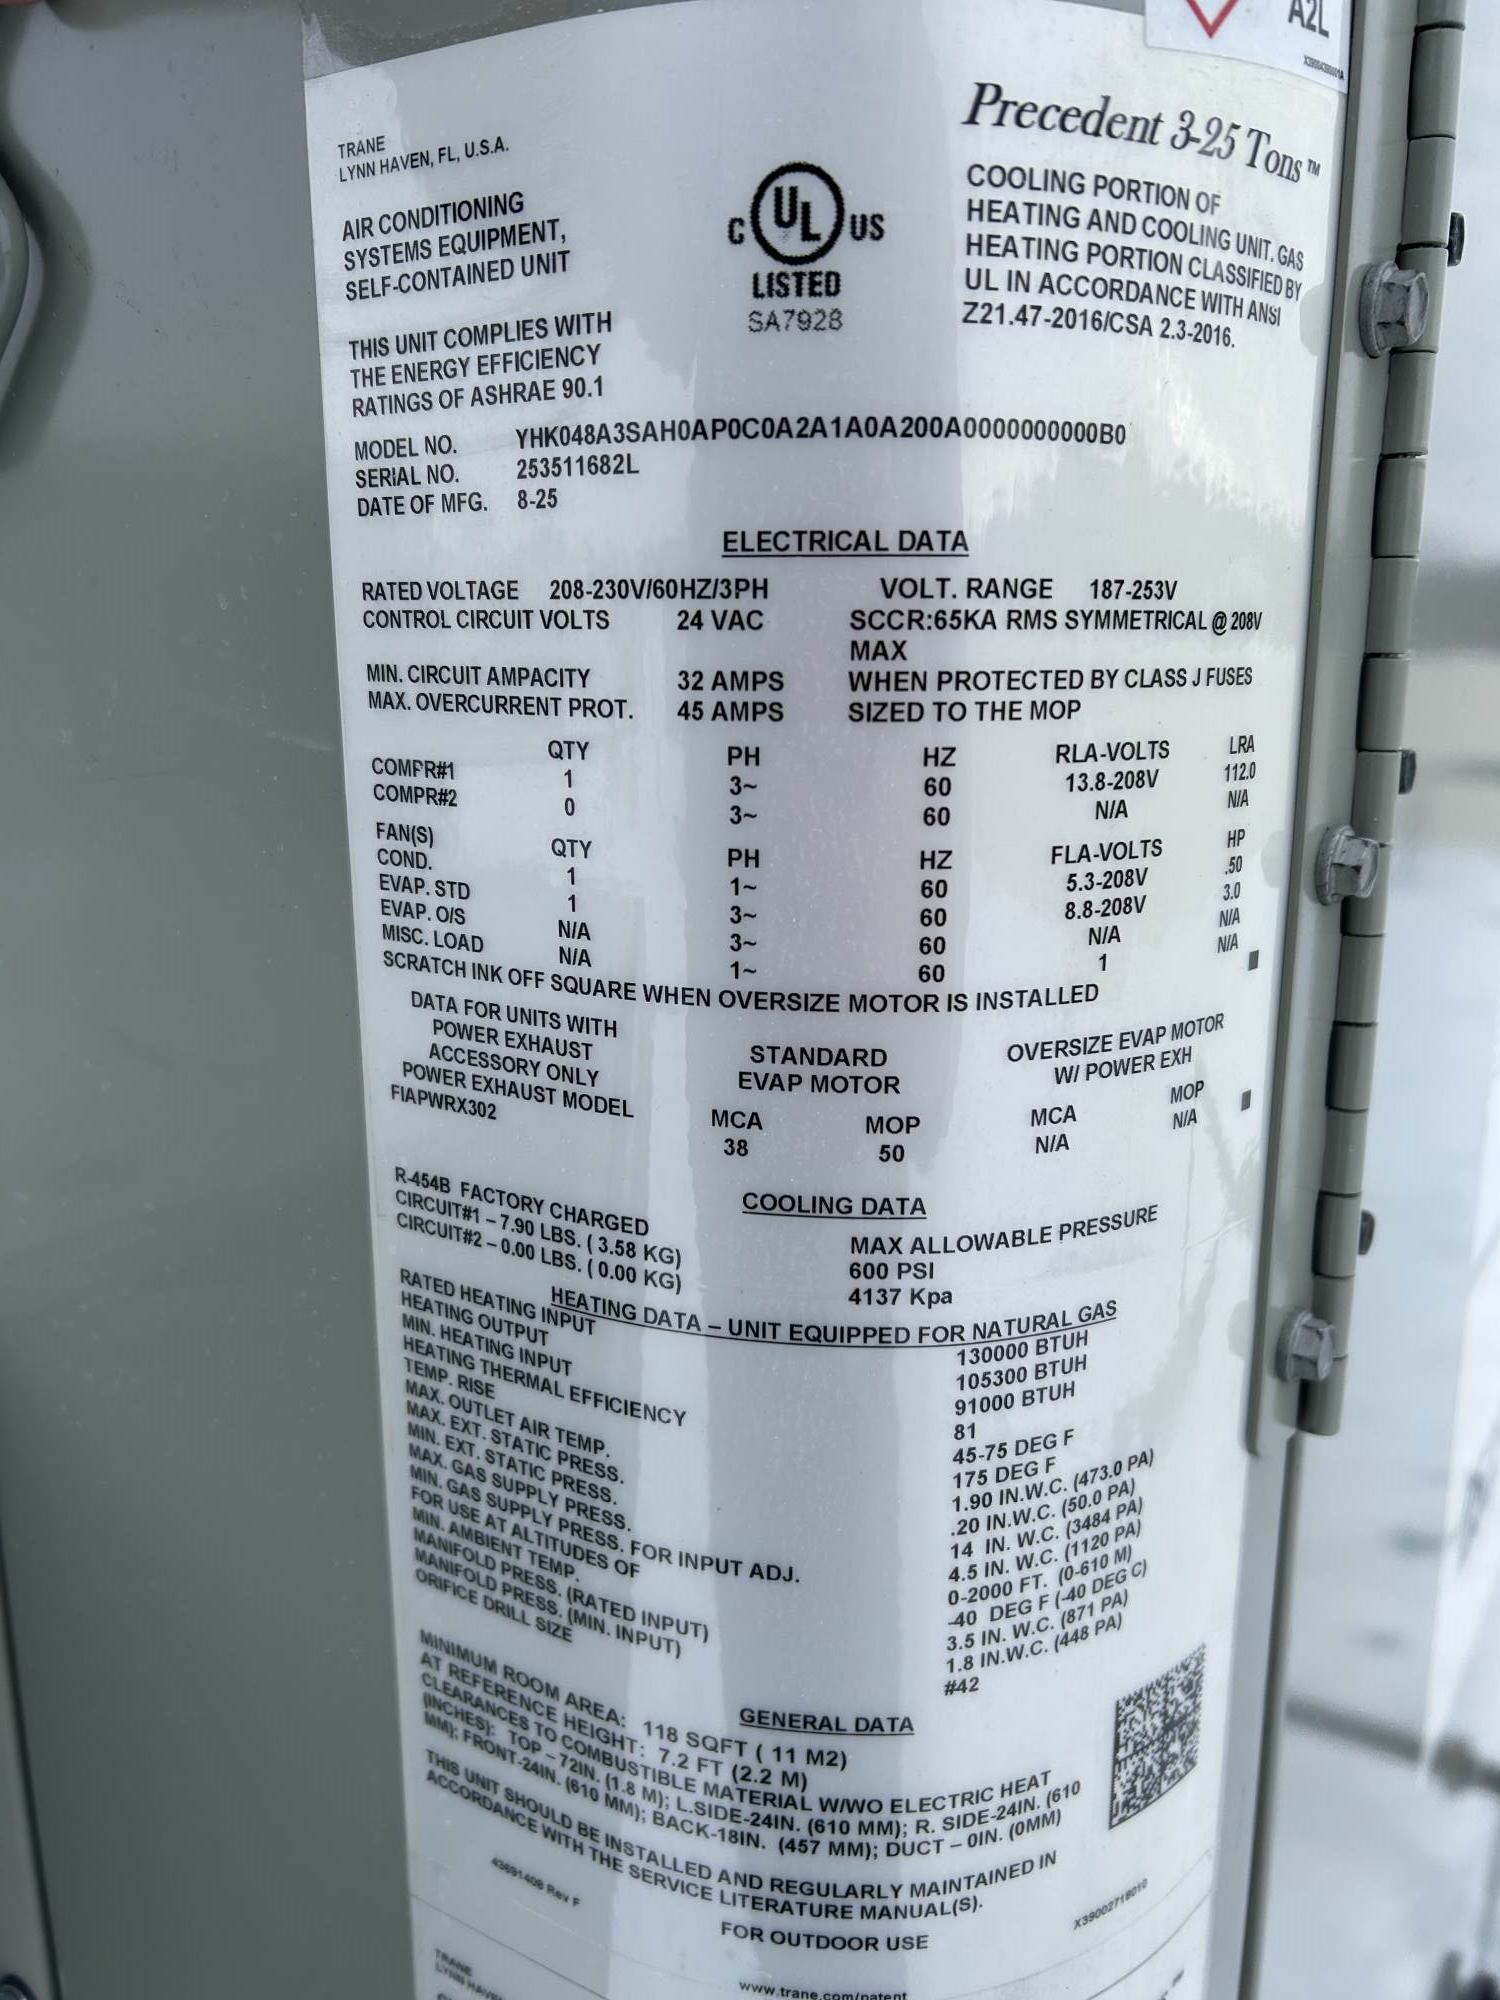 A2L
Precedent 3-25 Tons™
TRANE
LYNN HAVEN, FL, U.S.A.
AIR CONDITIONING
SYSTEMS EQUIPMENT,
SELF-CONTAINED UNIT
C UL US
LISTED
SA7928
COOLING PORTION OF
HEATING AND COOLING UNIT. GAS
HEATING PORTION CLASSIFIED BY
UL IN ACCORDANCE WITH ANSI
Z21.47-2016/CSA 2.3-2016.
THIS UNIT COMPLIES WITH
THE ENERGY EFFICIENCY
RATINGS OF ASHRAE 90.1
MODEL NO. YHK048A3SAH0AP0C0A2A1A0A200A0000000000B0
SERIAL NO. 253511682L
DATE OF MFG. 8-25
ELECTRICAL DATA
RATED VOLTAGE 208-230V/60HZ/3PH VOLT. RANGE 187-253V
CONTROL CIRCUIT VOLTS 24 VAC SCCR:65KA RMS SYMMETRICAL @ 208V
MAX
MIN. CIRCUIT AMPACITY 32 AMPS WHEN PROTECTED BY CLASS J FUSES
MAX. OVERCURRENT PROT. 45 AMPS SIZED TO THE MOP
QTY PH HZ RLA-VOLTS LRA
COMPR#1 1 3~ 60 13.8-208V 112.0
COMPR#2 0 3~ 60 N/A N/A
FAN(S) QTY PH HZ FLA-VOLTS HP
COND. 1 1~ 60 5.3-208V .50
EVAP. STD 1 3~ 60 8.8-208V 3.0
EVAP. O/S N/A 3~ 60 N/A N/A
MISC. LOAD N/A 1~ 60 1 N/A
SCRATCH INK OFF SQUARE WHEN OVERSIZE MOTOR IS INSTALLED
DATA FOR UNITS WITH
POWER EXHAUST
ACCESSORY ONLY
POWER EXHAUST MODEL
FIAPWRX302
STANDARD
EVAP MOTOR
OVERSIZE EVAP MOTOR
W/ POWER EXH
MCA MOP MCA MOP
38 50 N/A N/A
COOLING DATA
R-454B FACTORY CHARGED
CIRCUIT#1 – 7.90 LBS. ( 3.58 KG)
CIRCUIT#2 – 0.00 LBS. ( 0.00 KG)
MAX ALLOWABLE PRESSURE
600 PSI
4137 Kpa
HEATING DATA – UNIT EQUIPPED FOR NATURAL GAS
RATED HEATING INPUT 130000 BTUH
HEATING OUTPUT 105300 BTUH
MIN. HEATING INPUT 91000 BTUH
HEATING THERMAL EFFICIENCY 81
TEMP. RISE 45-75 DEG F
MAX. OUTLET AIR TEMP. 175 DEG F
MAX. EXT. STATIC PRESS. 1.90 IN.W.C. (473.0 PA)
MIN. EXT. STATIC PRESS. .20 IN.W.C. (50.0 PA)
MAX. GAS SUPPLY PRESS. 14 IN. W.C. (3484 PA)
MIN. GAS SUPPLY PRESS. FOR INPUT ADJ. 4.5 IN. W.C. (1120 PA)
FOR USE AT ALTITUDES OF 0-2000 FT. (0-610 M)
MIN. AMBIENT TEMP. -40 DEG F (-40 DEG C)
MANIFOLD PRESS. (RATED INPUT) 3.5 IN. W.C. (871 PA)
MANIFOLD PRESS. (MIN. INPUT) 1.8 IN.W.C. (448 PA)
ORIFICE DRILL SIZE #42
GENERAL DATA
MINIMUM ROOM AREA: 118 SQFT ( 11 M2)
AT REFERENCE HEIGHT: 7.2 FT (2.2 M)
CLEARANCES TO COMBUSTIBLE MATERIAL W/WO ELECTRIC HEAT
(INCHES): TOP – 72IN. (1.8 M); L.SIDE-24IN. (610 MM); R. SIDE-24IN. (610
MM); FRONT-24IN. (610 MM); BACK-18IN. (457 MM); DUCT – 0IN. (0MM)
THIS UNIT SHOULD BE INSTALLED AND REGULARLY MAINTAINED IN
ACCORDANCE WITH THE SERVICE LITERATURE MANUAL(S).
43691408 Rev F
X39002719010
FOR OUTDOOR USE
TRANE
LYNN HAVEN
www.trane.com/patent